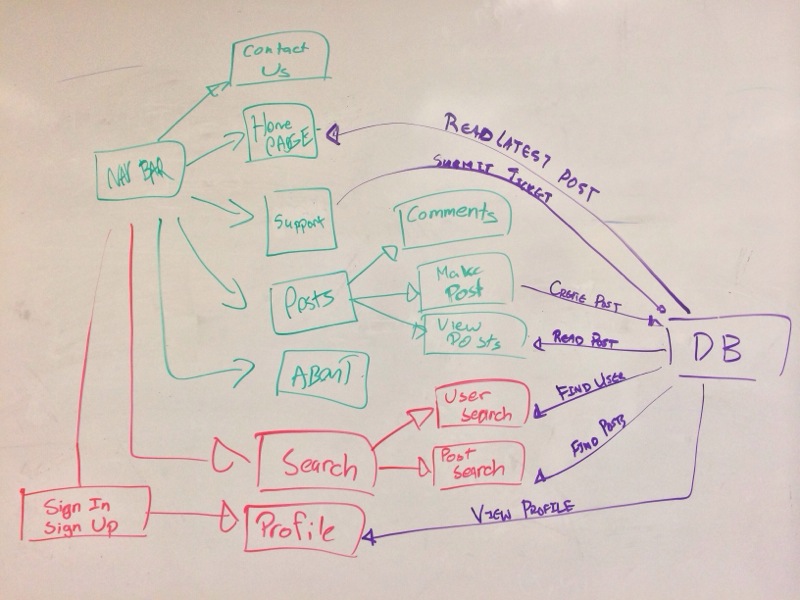 Contact
Us
Home
PAGE
READ LATEST POST
SUBMIT TICKET
NAV BAR
Support
Comments
Posts
Make
Post
CREATE POST
View
Posts
READ POST
DB
ABOUT
FIND USER
User
Search
FIND POSTS
Search
Post
Search
Sign In
Sign Up
Profile
VIEW PROFILE